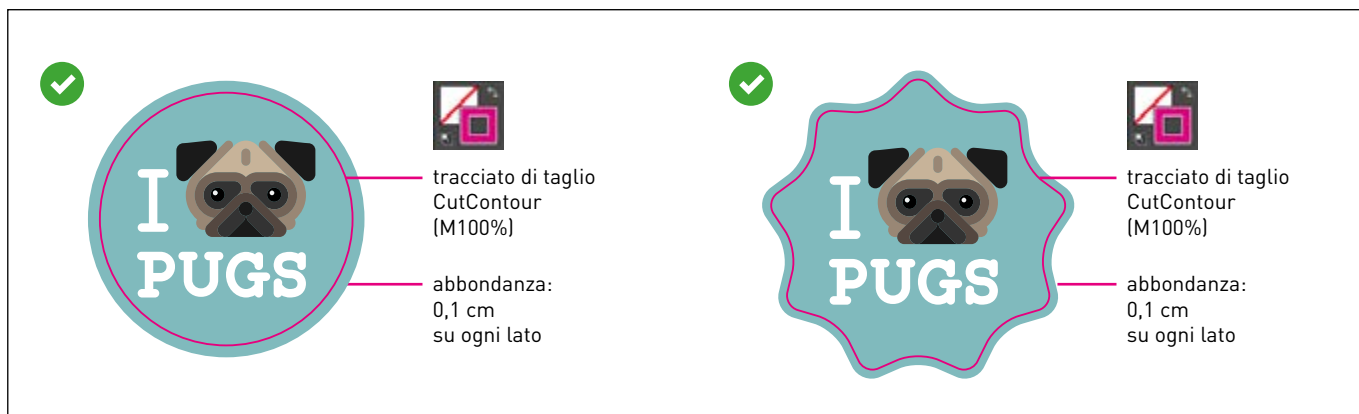 I
PUGS
tracciato di taglio
CutContour
(M100%)
abbondanza:
0,1 cm
su ogni lato
I
PUGS
tracciato di taglio
CutContour
(M100%)
abbondanza:
0,1 cm
su ogni lato